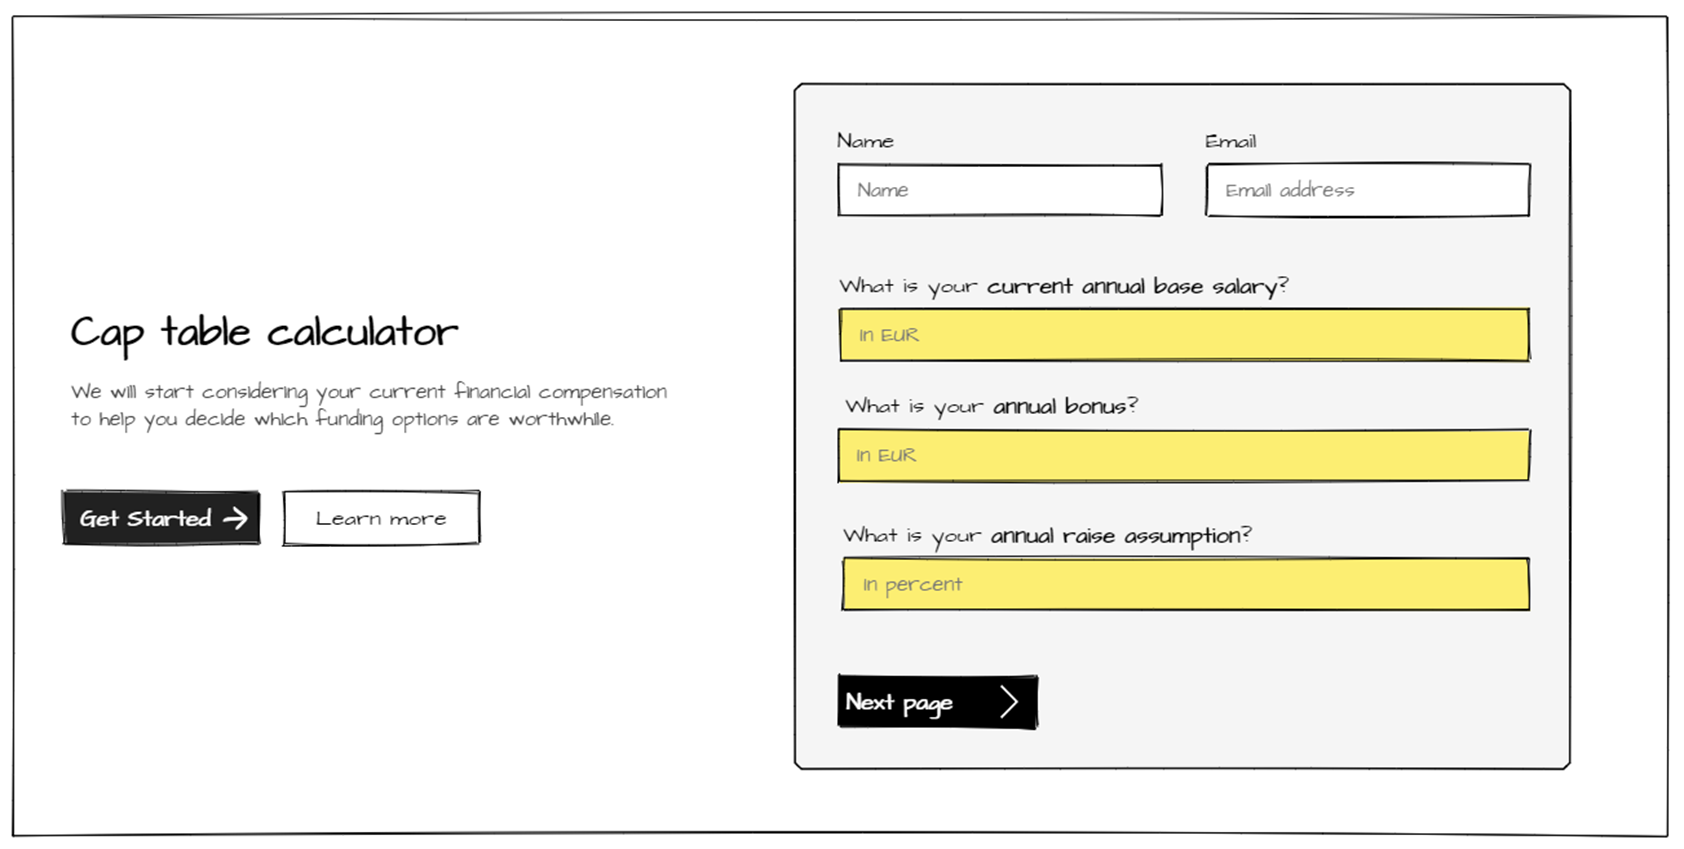 Cap table calculator
We will start considering your current financial compensation
to help you decide which funding options are worthwhile.
Get Started
Learn more
Name
Name
Email
Email address
What is your current annual base salary?
In EUR
What is your annual bonus?
In EUR
What is your annual raise assumption?
In percent
Next page